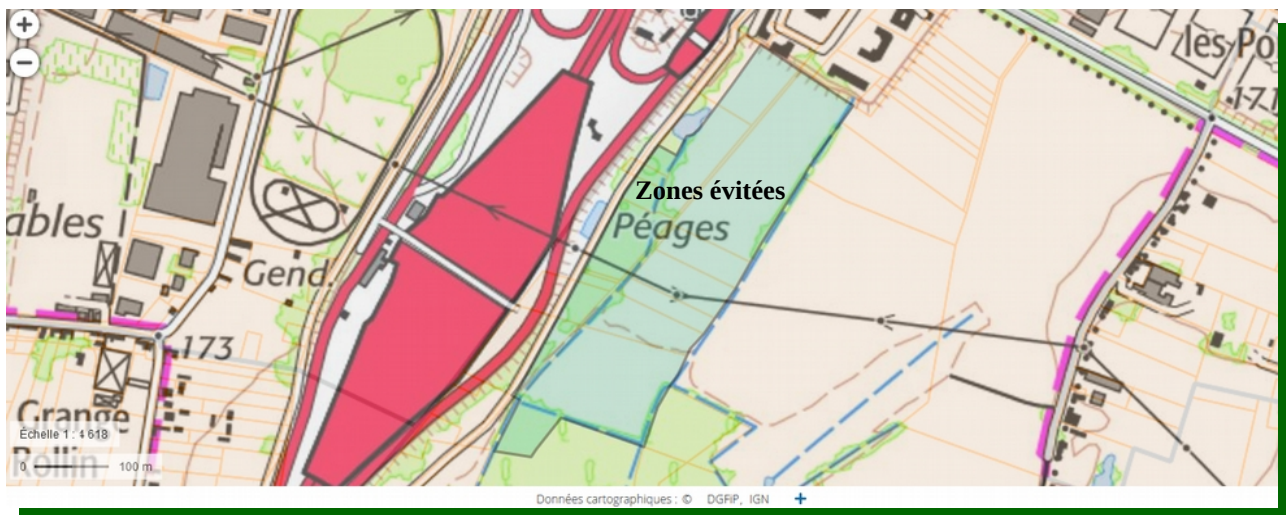 +
−
les Po
171
Zones évitées
Péages
ables
Gend.
173
Grange
Rollin
Échelle 1 : 4 618
0 100 m
Données cartographiques : © DGFiP, IGN +